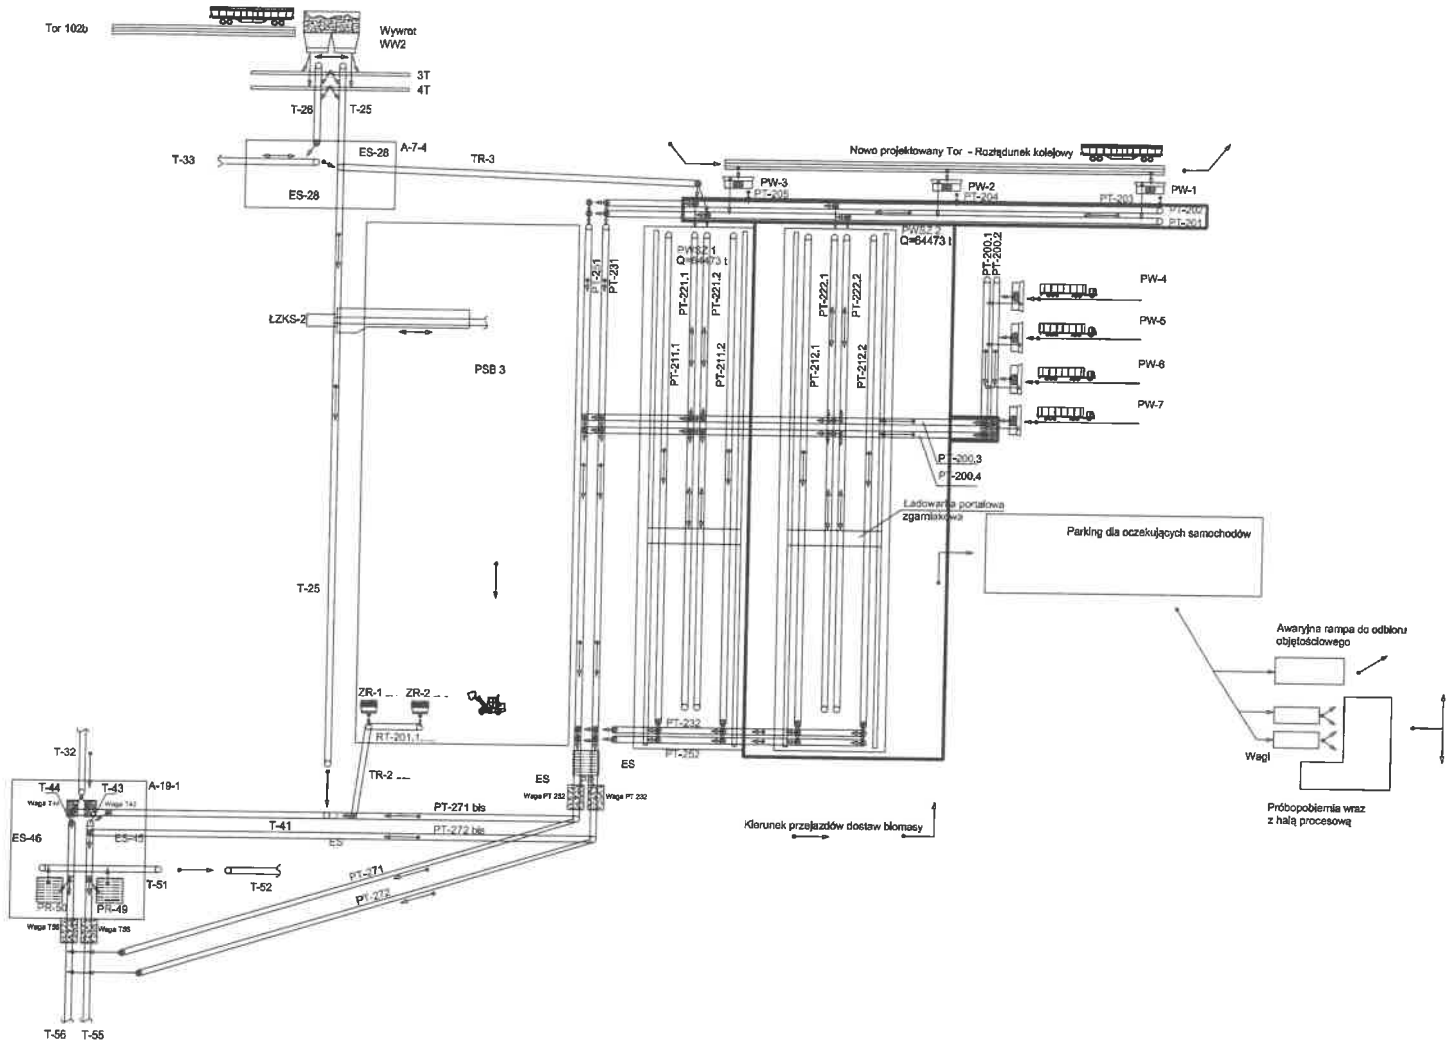 Tor 102b
Wywrot
WW2
3T
4T
T-26
T-25
T-33
ES-28
A-7-4
ES-28
TR-3
Nowo projektowany Tor - Rozładunek kolejowy
PW-3
PW-2
PW-1
PT-205
PT-204
PT-203
PT-202
PT-201
PWSZ 1
Q=64473 t
PWSZ 2
Q=64473 t
PT-251
PT-231
PT-221.1
PT-221.2
PT-222.1
PT-222.2
PT-200.1
PT-200.2
PW-4
PW-5
PW-6
PW-7
ŁZKS-2
PSB 3
PT-211.1
PT-211.2
PT-212.1
PT-212.2
PT-200.3
PT-200.4
Ładowarka portalowa
zgarniakowa
Parking dla oczekujących samochodów
T-25
Awaryjna rampa do odbioru
objętościowego
Wagi
Próbopobiernia wraz
z halą procesową
ZR-1
ZR-2
RT-201.1
TR-2
PT-232
PT-252
ES
ES
Waga PT 252
Waga PT 232
Kierunek przejazdów dostaw biomasy
T-32
T-44
T-43
A-19-1
PT-271 bis
T-41
PT-272 bis
ES
ES-46
ES-45
T-51
T-52
PR-50
PR-49
PT-271
PT-272
Waga T56
Waga T55
T-56
T-55